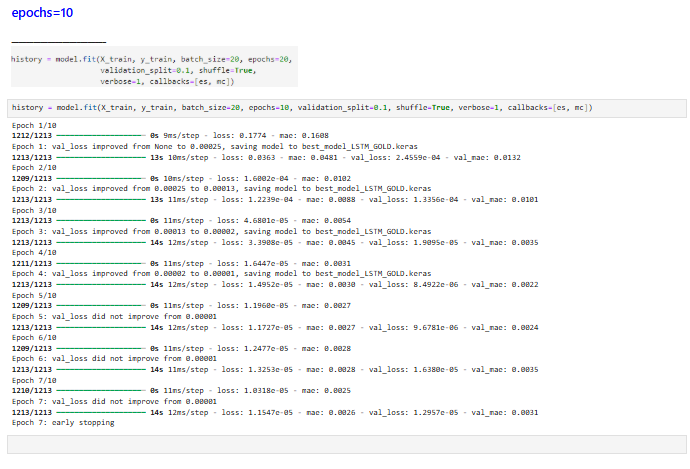 epochs=10
history = model.fit(X_train, y_train, batch_size=20, epochs=20,
validation_split=0.1, shuffle=True,
verbose=1, callbacks=[es, mc])
history = model.fit(X_train, y_train, batch_size=20, epochs=10, validation_split=0.1, shuffle=True, verbose=1, callbacks=[es, mc])
Epoch 1/10
1212/1213 0s 9ms/step - loss: 0.1774 - mae: 0.1608
Epoch 1: val_loss improved from None to 0.00025, saving model to best_model_LSTM_GOLD.keras
1213/1213 13s 10ms/step - loss: 0.0363 - mae: 0.0481 - val_loss: 2.4559e-04 - val_mae: 0.0132
Epoch 2/10
1209/1213 0s 10ms/step - loss: 1.6002e-04 - mae: 0.0102
Epoch 2: val_loss improved from 0.00025 to 0.00013, saving model to best_model_LSTM_GOLD.keras
1213/1213 13s 11ms/step - loss: 1.2239e-04 - mae: 0.0088 - val_loss: 1.3356e-04 - val_mae: 0.0101
Epoch 3/10
1213/1213 0s 11ms/step - loss: 4.6801e-05 - mae: 0.0054
Epoch 3: val_loss improved from 0.00013 to 0.00002, saving model to best_model_LSTM_GOLD.keras
1213/1213 14s 12ms/step - loss: 3.3908e-05 - mae: 0.0045 - val_loss: 1.9095e-05 - val_mae: 0.0035
Epoch 4/10
1211/1213 0s 11ms/step - loss: 1.6447e-05 - mae: 0.0031
Epoch 4: val_loss improved from 0.00002 to 0.00001, saving model to best_model_LSTM_GOLD.keras
1213/1213 14s 12ms/step - loss: 1.4952e-05 - mae: 0.0030 - val_loss: 8.4922e-06 - val_mae: 0.0022
Epoch 5/10
1209/1213 0s 11ms/step - loss: 1.1960e-05 - mae: 0.0027
Epoch 5: val_loss did not improve from 0.00001
1213/1213 14s 12ms/step - loss: 1.1727e-05 - mae: 0.0027 - val_loss: 9.6781e-06 - val_mae: 0.0024
Epoch 6/10
1209/1213 0s 11ms/step - loss: 1.2477e-05 - mae: 0.0028
Epoch 6: val_loss did not improve from 0.00001
1213/1213 14s 11ms/step - loss: 1.3253e-05 - mae: 0.0028 - val_loss: 1.6380e-05 - val_mae: 0.0035
Epoch 7/10
1210/1213 0s 11ms/step - loss: 1.0318e-05 - mae: 0.0025
Epoch 7: val_loss did not improve from 0.00001
1213/1213 14s 12ms/step - loss: 1.1547e-05 - mae: 0.0026 - val_loss: 1.2957e-05 - val_mae: 0.0031
Epoch 7: early stopping